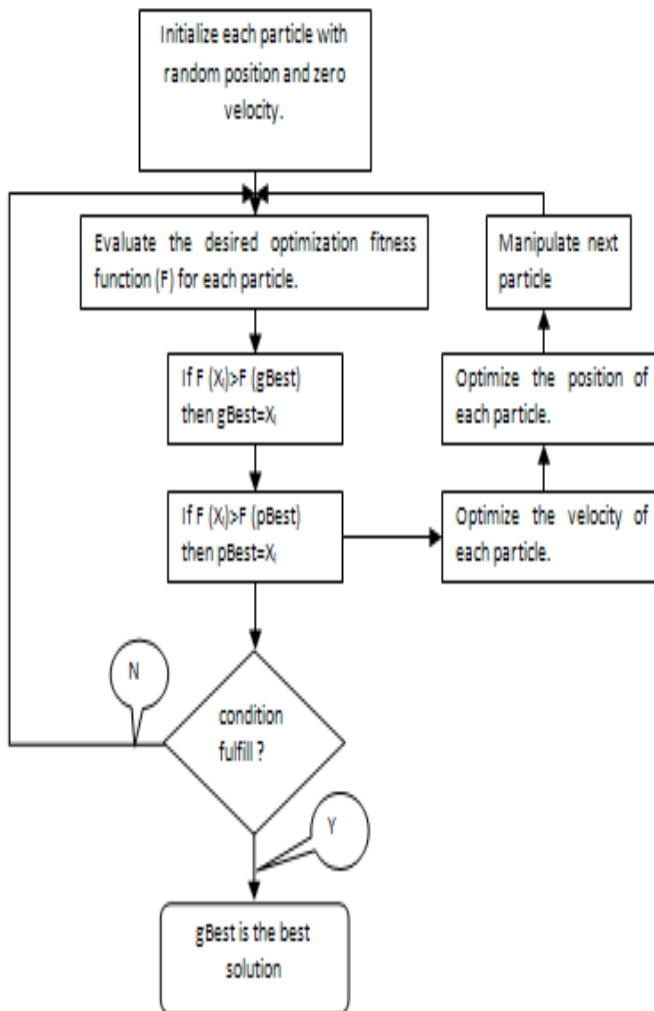 Initialize each particle with
random position and zero
velocity.
Evaluate the desired optimization fitness
function (F) for each particle.
Manipulate next
particle
If F (Xᵢ)>F (gBest)
then gBest=Xᵢ
Optimize the position of
each particle.
If F (Xᵢ)>F (pBest)
then pBest=Xᵢ
Optimize the velocity of
each particle.
N
condition
fulfill ?
Y
gBest is the best
solution